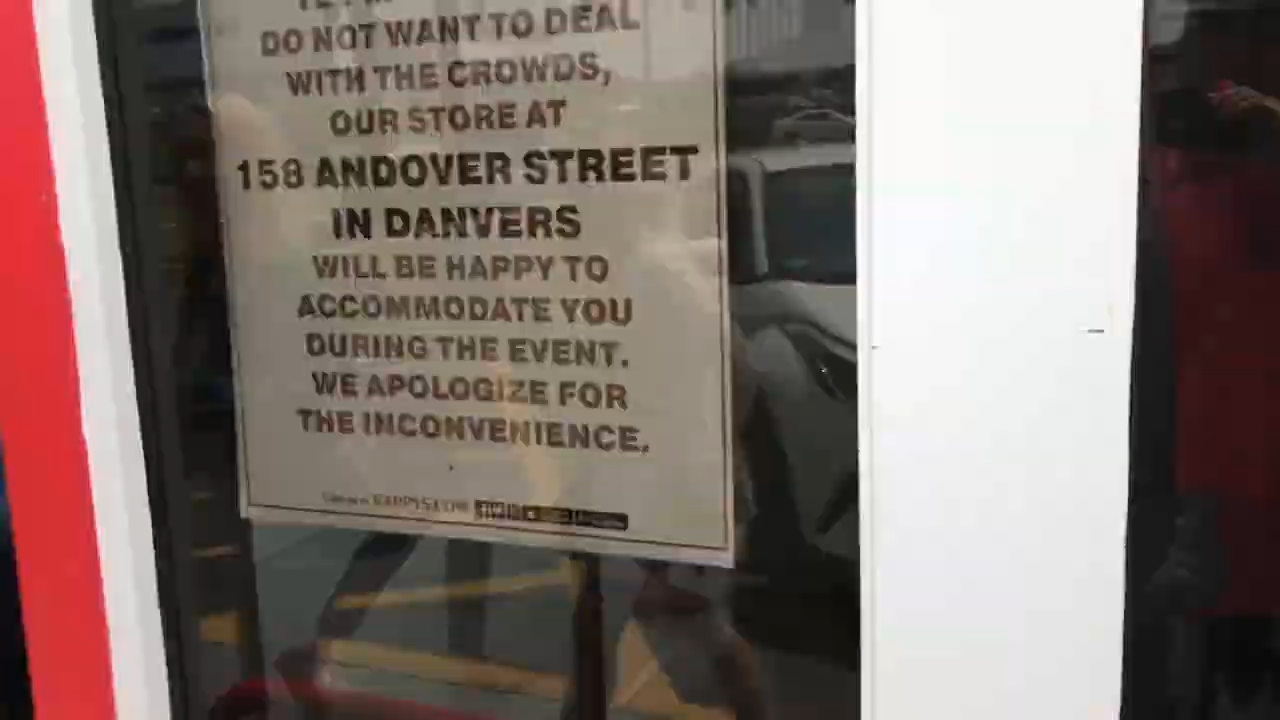 DO NOT WANT TO DEAL
WITH THE CROWDS,
OUR STORE AT
158 ANDOVER STREET
IN DANVERS
WILL BE HAPPY TO
ACCOMMODATE YOU
DURING THE EVENT.
WE APOLOGIZE FOR
THE INCONVENIENCE.